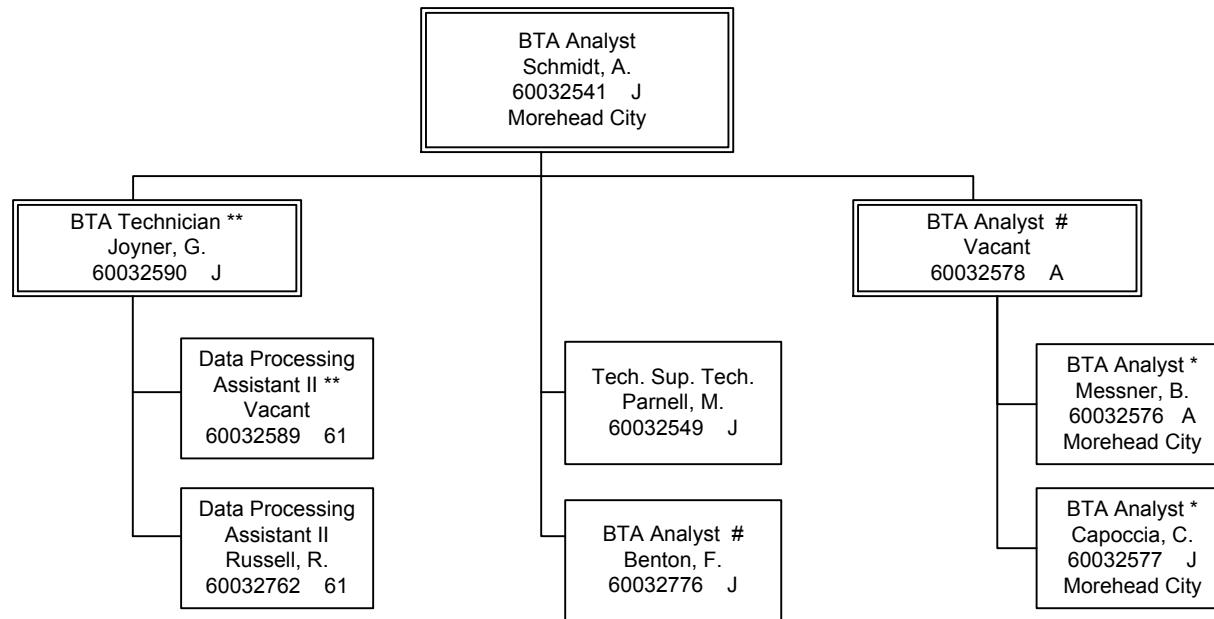 BTA Analyst
Schmidt, A.
60032541 J
Morehead City
BTA Technician **
Joyner, G.
60032590 J
BTA Analyst #
Vacant
60032578 A
Data Processing
Assistant II **
Vacant
60032589 61
Tech. Sup. Tech.
Parnell, M.
60032549 J
BTA Analyst *
Messner, B.
60032576 A
Morehead City
Data Processing
Assistant II
Russell, R.
60032762 61
BTA Analyst #
Benton, F.
60032776 J
BTA Analyst *
Capoccia, C.
60032577 J
Morehead City